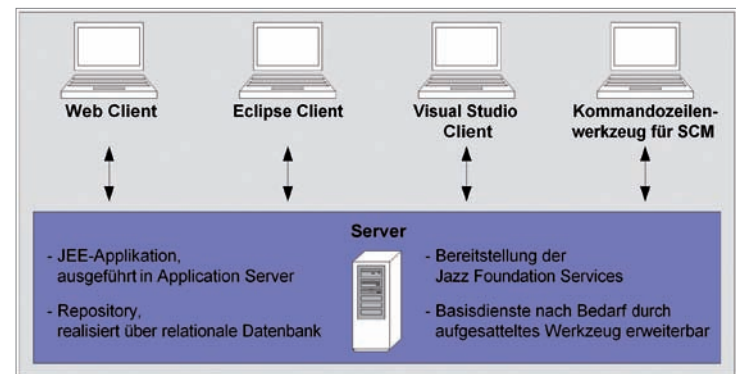 Web Client
Eclipse Client
Visual Studio
Client
Kommandozeilen-
werkzeug für SCM
Server
- JEE-Applikation,
ausgeführt in Application Server
- Repository,
realisiert über relationale Datenbank
- Bereitstellung der
Jazz Foundation Services
- Basisdienste nach Bedarf durch
aufgesatteltes Werkzeug erweiterbar